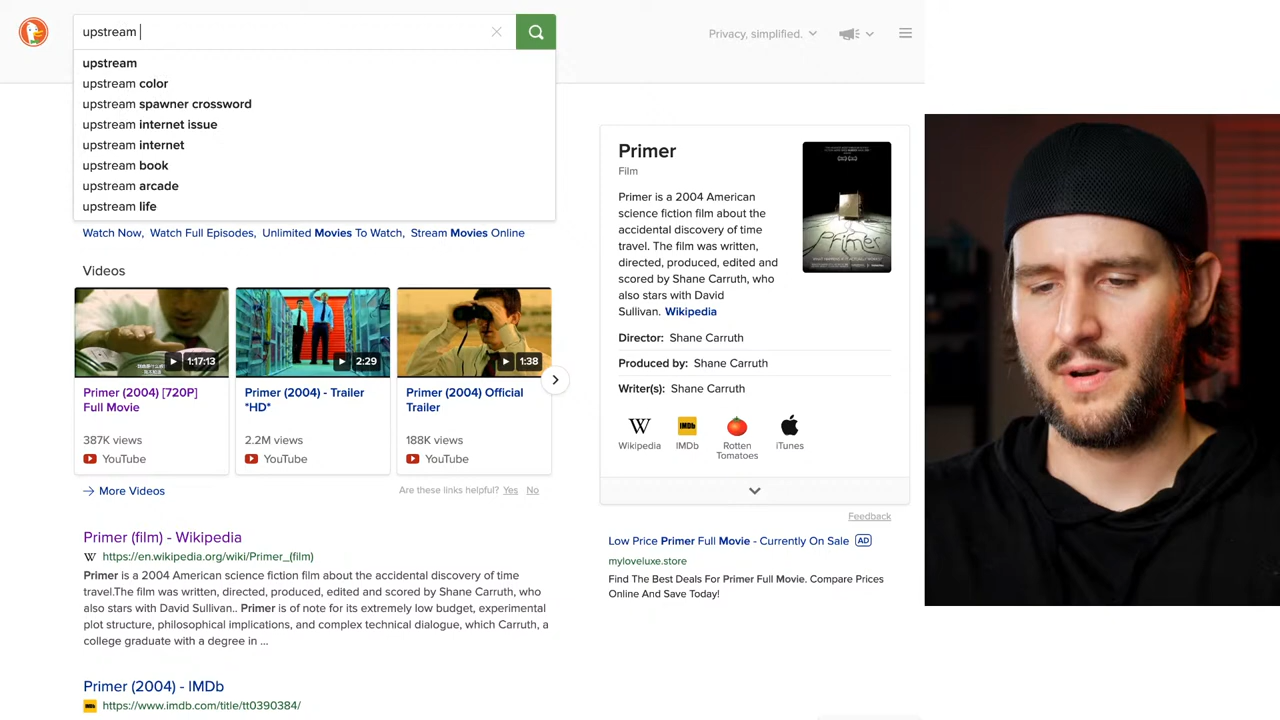 upstream
Privacy, simplified.
upstream
upstream color
upstream spawner crossword
upstream internet issue
upstream internet
upstream book
upstream arcade
upstream life
Watch Now, Watch Full Episodes, Unlimited Movies To Watch, Stream Movies Online
Videos
1:17:13
2:29
1:38
Primer (2004) [720P]
Full Movie
387K views
YouTube
Primer (2004) - Trailer
*HD*
2.2M views
YouTube
Primer (2004) Official
Trailer
188K views
YouTube
More Videos
Are these links helpful? Yes No
Primer (film) - Wikipedia
W https://en.wikipedia.org/wiki/Primer_(film)
Primer is a 2004 American science fiction film about the accidental discovery of time
travel.The film was written, directed, produced, edited and scored by Shane Carruth, who
also stars with David Sullivan.. Primer is of note for its extremely low budget, experimental
plot structure, philosophical implications, and complex technical dialogue, which Carruth, a
college graduate with a degree in ...
Primer (2004) - IMDb
https://www.imdb.com/title/tt0390384/
Primer
Film
Primer is a 2004 American
science fiction film about the
accidental discovery of time
travel. The film was written,
directed, produced, edited and
scored by Shane Carruth, who
also stars with David
Sullivan. Wikipedia
primer
Director: Shane Carruth
Produced by: Shane Carruth
Writer(s): Shane Carruth
W
IMDb
Wikipedia
IMDb
Rotten
Tomatoes
iTunes
Feedback
Low Price Primer Full Movie - Currently On Sale AD
myloveluxe.store
Find The Best Deals For Primer Full Movie. Compare Prices
Online And Save Today!